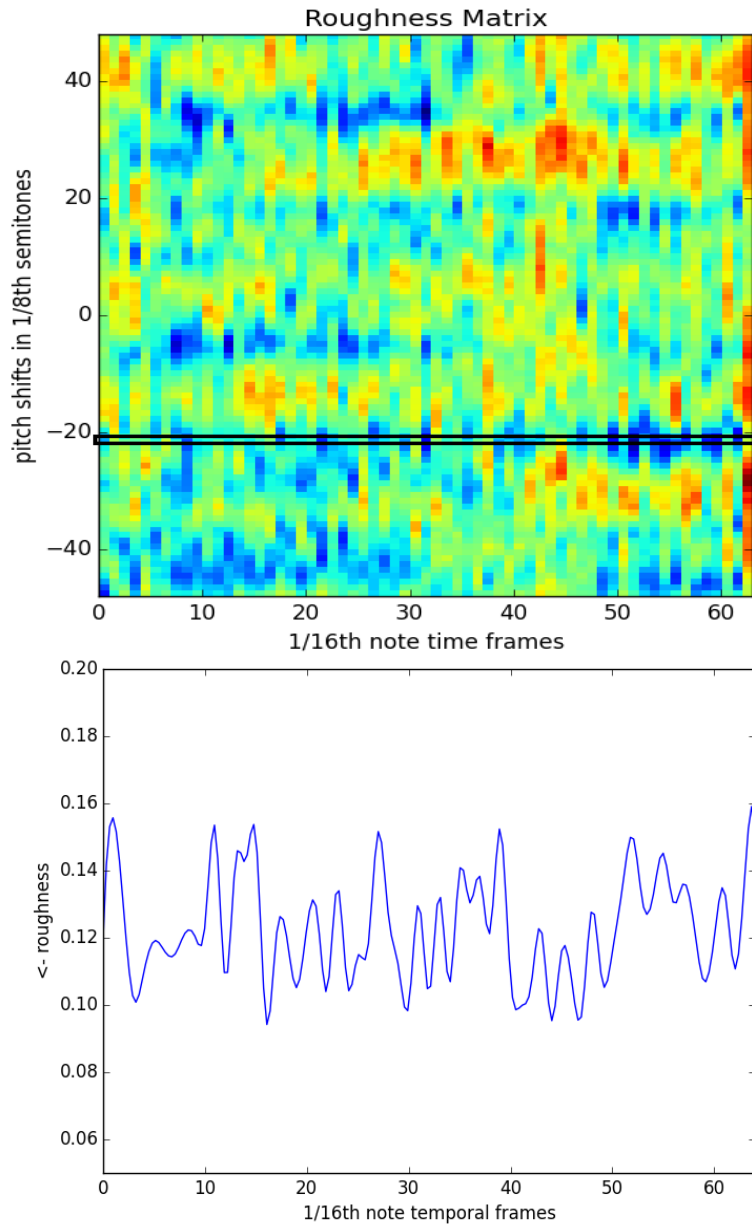 Roughness Matrix
pitch shifts in 1/8th semitones
40
20
0
−20
−40
0 10 20 30 40 50 60
1/16th note time frames
<- roughness
0.20
0.18
0.16
0.14
0.12
0.10
0.08
0.06
0 10 20 30 40 50 60
1/16th note temporal frames